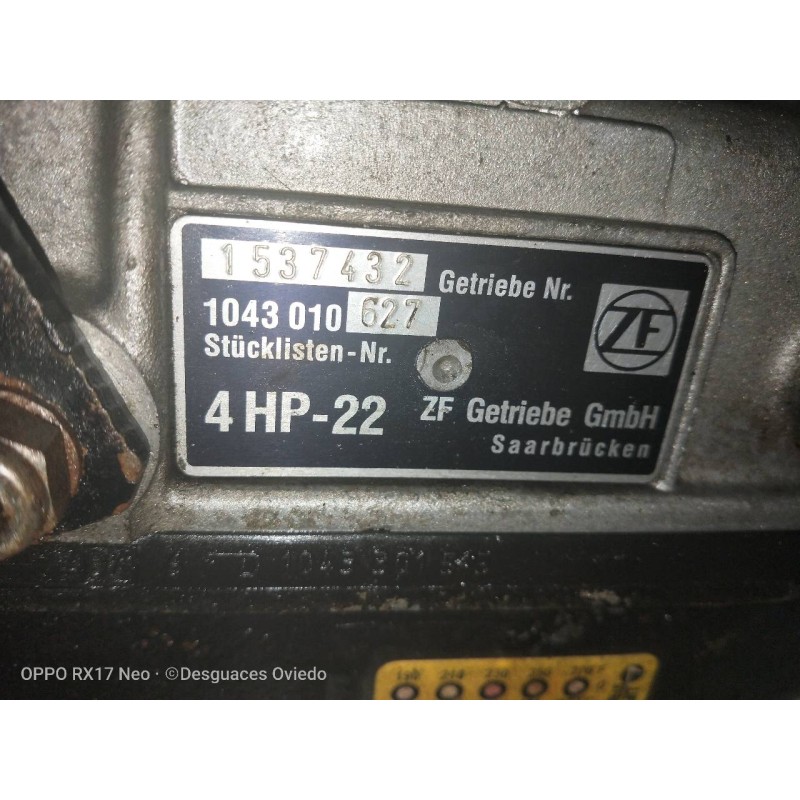 1537432 Getriebe Nr.
1043 010 627
Stücklisten-Nr.
ZF
4 HP-22 ZF Getriebe GmbH
Saarbrücken
OPPO RX17 Neo · ©Desguaces Oviedo